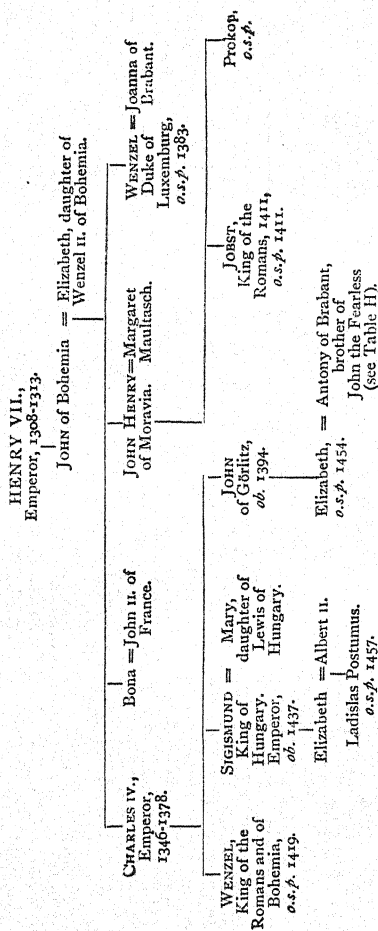 HENRY VII.,
Emperor, 1308-1313.
JOHN of Bohemia = Elizabeth, daughter of
Wenzel II. of Bohemia.
CHARLES IV.,
Emperor,
1346-1378.
Bona = John II. of
France.
JOHN HENRY = Margaret
of Moravia. Maultasch.
WENZEL = Joanna of
Duke of Brabant.
Luxemburg,
o.s.p. 1383.
WENZEL,
King of the
Romans and of
Bohemia,
o.s.p. 1419.
SIGISMUND = Mary,
King of daughter of
Hungary. Lewis of
Emperor, Hungary.
ob. 1437.
JOHN
of Görlitz,
ob. 1394.
JOBST,
King of the
Romans, 1411,
o.s.p. 1411.
Prokop,
o.s.p.
Elizabeth = Albert II.
Elizabeth, = Antony of Brabant,
o.s.p. 1454. brother of
John the Fearless
(see Table H).
Ladislas Postumus.
o.s.p. 1457.